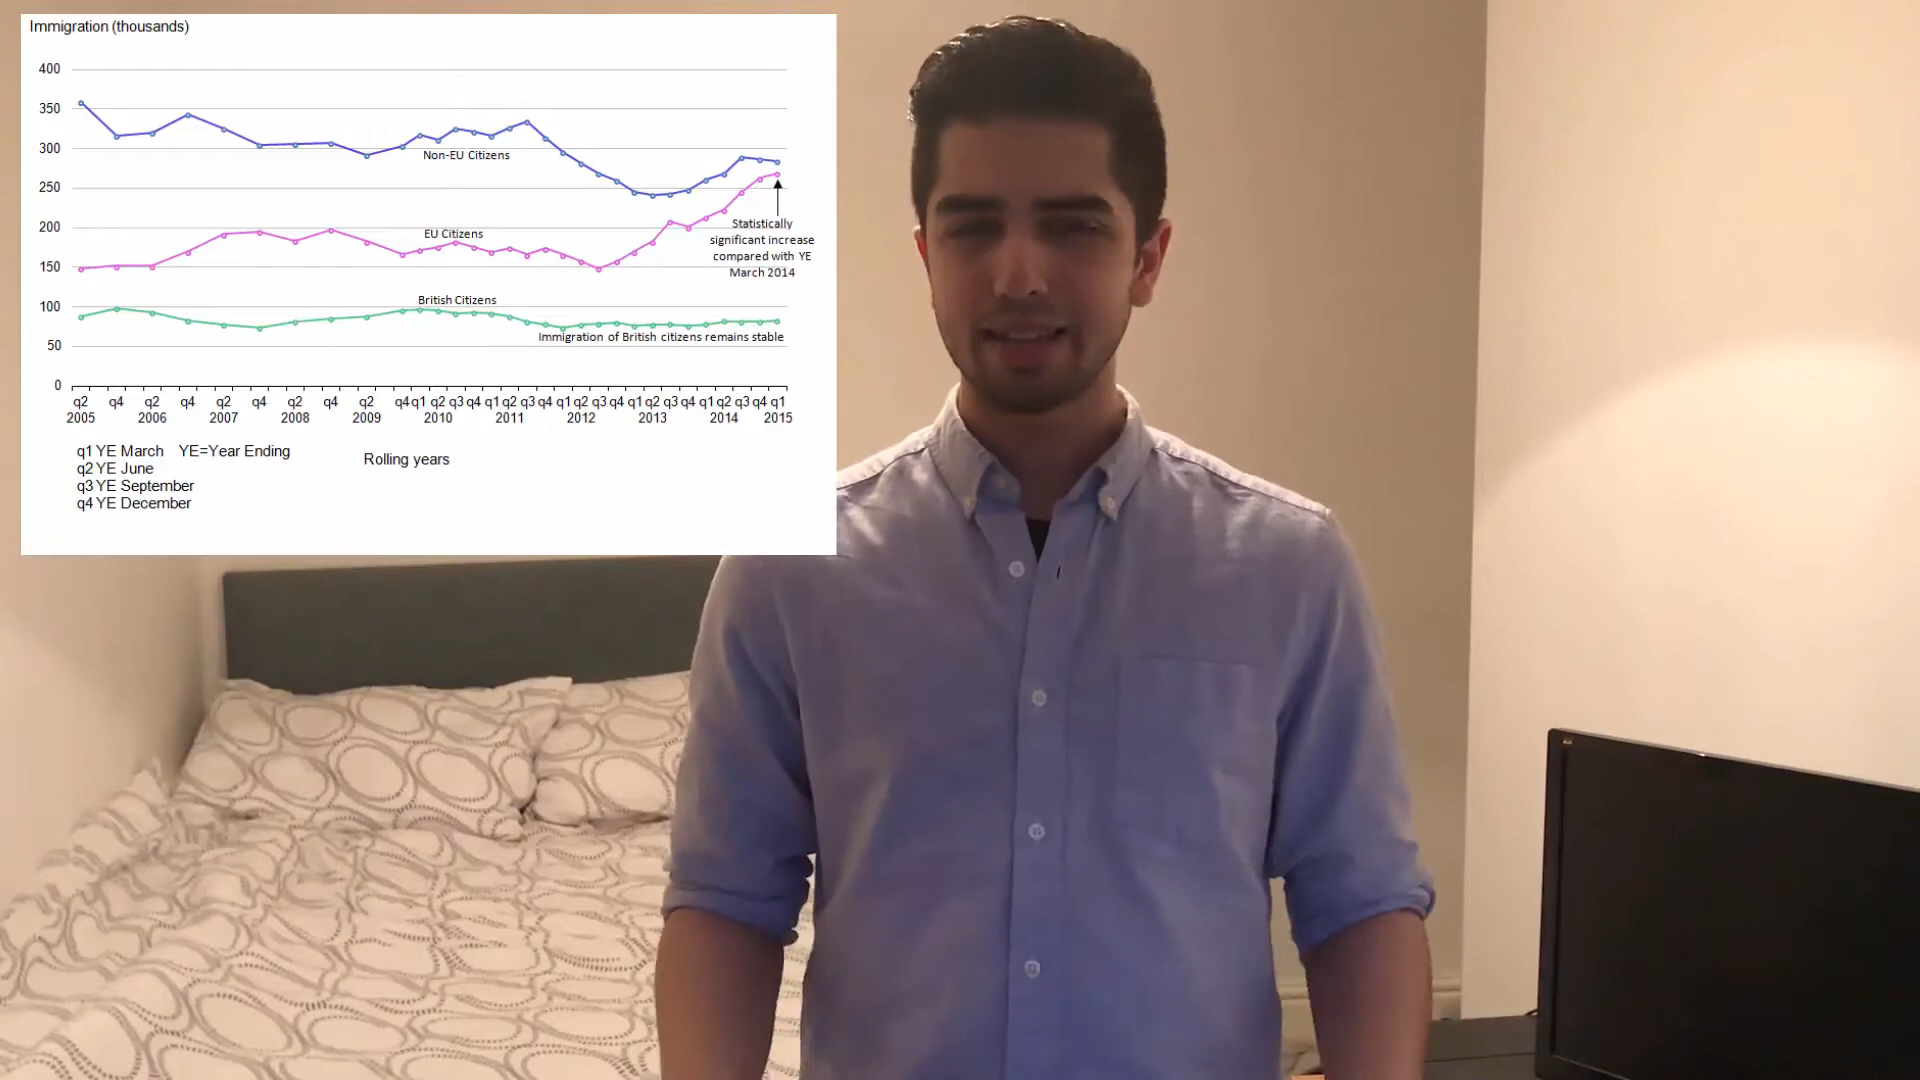 Immigration (thousands)
400
350
300
250
200
150
100
50
0
Non-EU Citizens
EU Citizens
Statistically
significant increase
compared with YE
March 2014
British Citizens
Immigration of British citizens remains stable
q2 q4 q2 q4 q2 q4 q2 q4 q2 q4 q1 q2 q3 q4 q1 q2 q3 q4 q1 q2 q3 q4 q1 q2 q3 q4 q1 q2 q3 q4 q1
2005 2006 2007 2008 2009 2010 2011 2012 2013 2014 2015
q1 YE March YE=Year Ending
q2 YE June
q3 YE September
q4 YE December
Rolling years